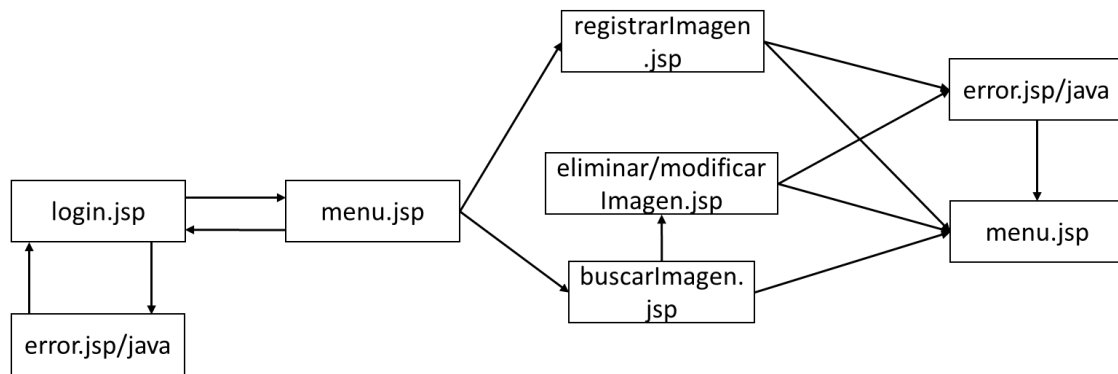 registrarImagen
.jsp
error.jsp/java
eliminar/modificar
Imagen.jsp
login.jsp
menu.jsp
menu.jsp
buscarImagen.
jsp
error.jsp/java